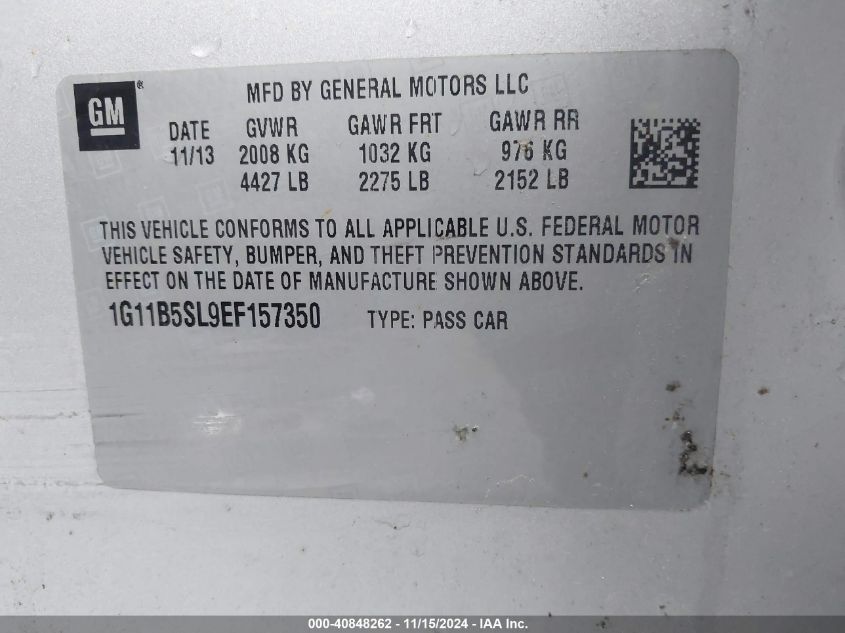 GM ®
MFD BY GENERAL MOTORS LLC
DATE GVWR GAWR FRT GAWR RR
11/13 2008 KG 1032 KG 976 KG
4427 LB 2275 LB 2152 LB
THIS VEHICLE CONFORMS TO ALL APPLICABLE U.S. FEDERAL MOTOR
VEHICLE SAFETY, BUMPER, AND THEFT PREVENTION STANDARDS IN
EFFECT ON THE DATE OF MANUFACTURE SHOWN ABOVE.
1G11B5SL9EF157350 TYPE: PASS CAR
000-40848262 - 11/15/2024 - IAA Inc.